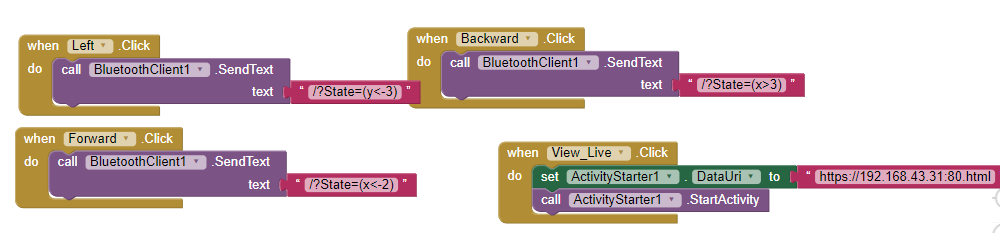 when Left .Click
do call BluetoothClient1 .SendText
text " /?State=(y<-3) "
when Backward .Click
do call BluetoothClient1 .SendText
text " /?State=(x>3) "
when Forward .Click
do call BluetoothClient1 .SendText
text " /?State=(x<-2) "
when View_Live .Click
do set ActivityStarter1 . DataUri to " https://192.168.43.31:80.html
call ActivityStarter1 .StartActivity